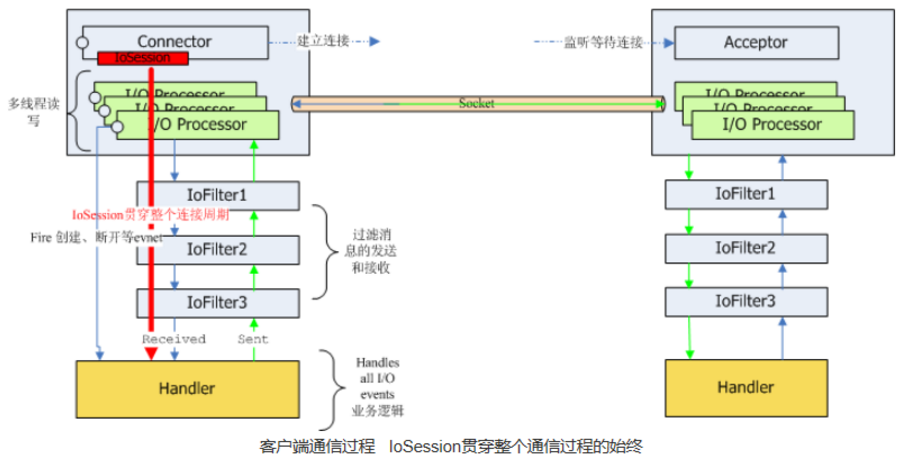 Connector
IoSession
建立连接
监听等待连接
Acceptor
多线程读
写
I/O Processor
I/O Processor
I/O Processor
Socket
I/O Processor
I/O Processor
I/O Processor
IoFilter1
IoSession贯穿整个连接周期
Fire 创建、断开等evnet
IoFilter2
IoFilter3
过滤消
息的发送
和接收
Received
Sent
Handler
Handles
all I/O
events
业务逻辑
IoFilter1
IoFilter2
IoFilter3
Handler
客户端通信过程 IoSession贯穿整个通信过程的始终